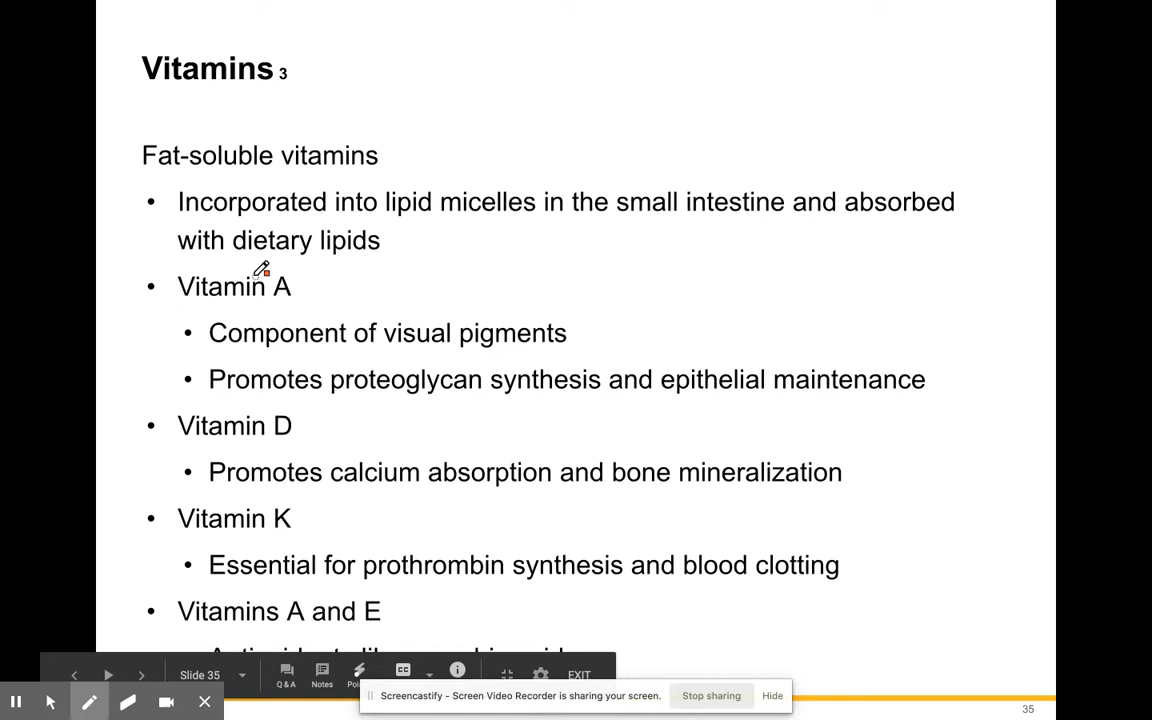 Vitamins 3
Fat-soluble vitamins
• Incorporated into lipid micelles in the small intestine and absorbed
with dietary lipids
• Vitamin A
• Component of visual pigments
• Promotes proteoglycan synthesis and epithelial maintenance
• Vitamin D
• Promotes calcium absorption and bone mineralization
• Vitamin K
• Essential for prothrombin synthesis and blood clotting
• Vitamins A and E
Slide 35
Q & A
Notes
CC
EXIT
Screencastify - Screen Video Recorder is sharing your screen.
Stop sharing
Hide
35